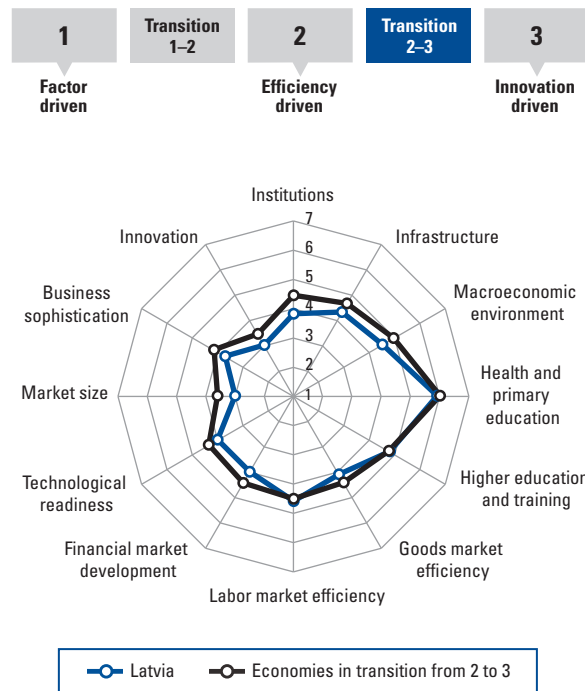 1
Transition
1–2
2
Transition
2–3
3
Factor
driven
Efficiency
driven
Innovation
driven
Institutions
7
Innovation
Infrastructure
6
5
Business
sophistication
Macroeconomic
environment
4
3
2
Market size
1
Health and
primary
education
Technological
readiness
Higher education
and training
Financial market
development
Goods market
efficiency
Labor market efficiency
Latvia
Economies in transition from 2 to 3